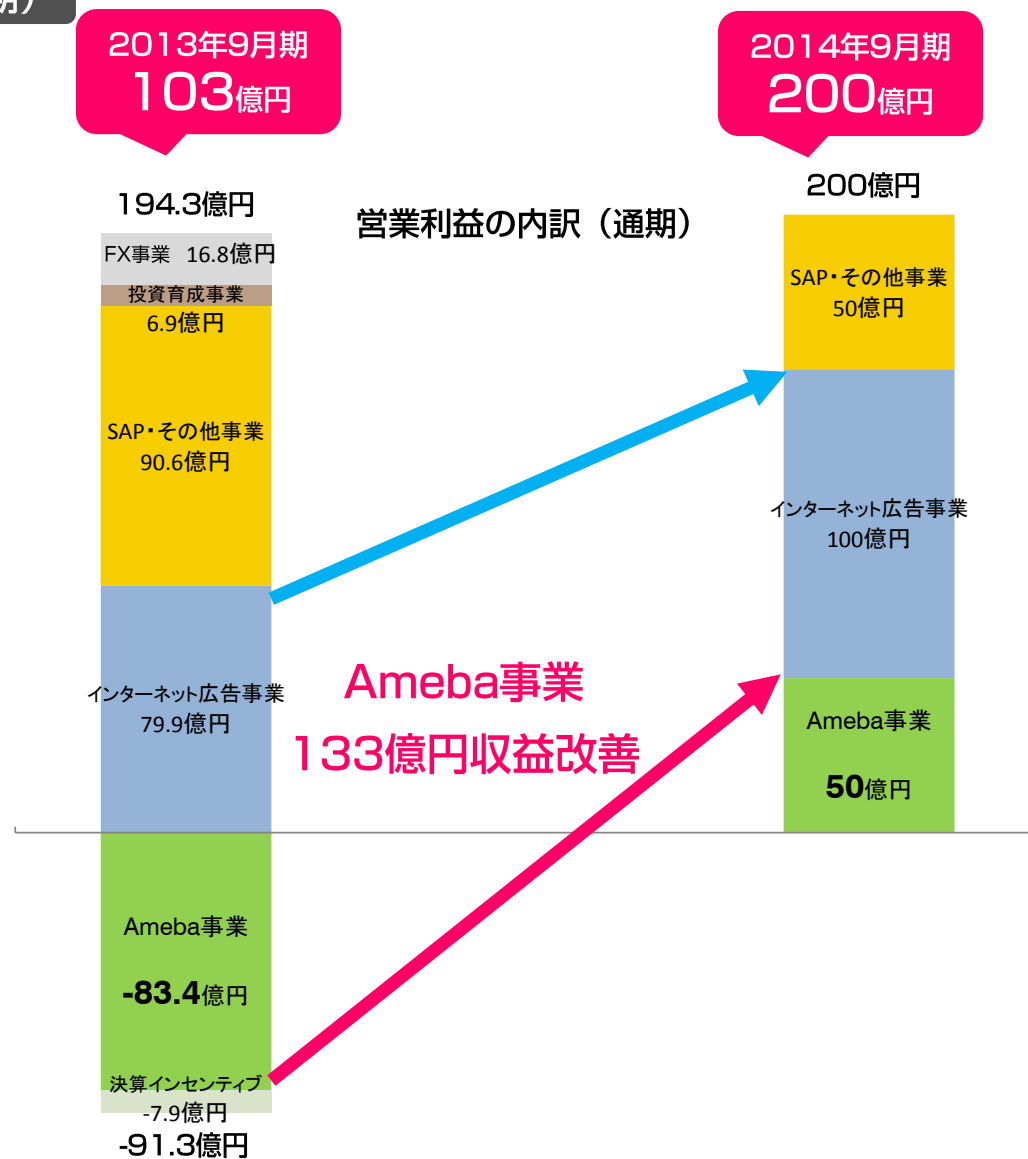 期）
2013年9月期
103億円
2014年9月期
200億円
194.3億円
200億円
営業利益の内訳（通期）
FX事業 16.8億円
投資育成事業
6.9億円
SAP・その他事業
90.6億円
インターネット広告事業
79.9億円
Ameba事業
-83.4億円
決算インセンティブ
-7.9億円
-91.3億円
Ameba事業
133億円収益改善
SAP・その他事業
50億円
インターネット広告事業
100億円
Ameba事業
50億円